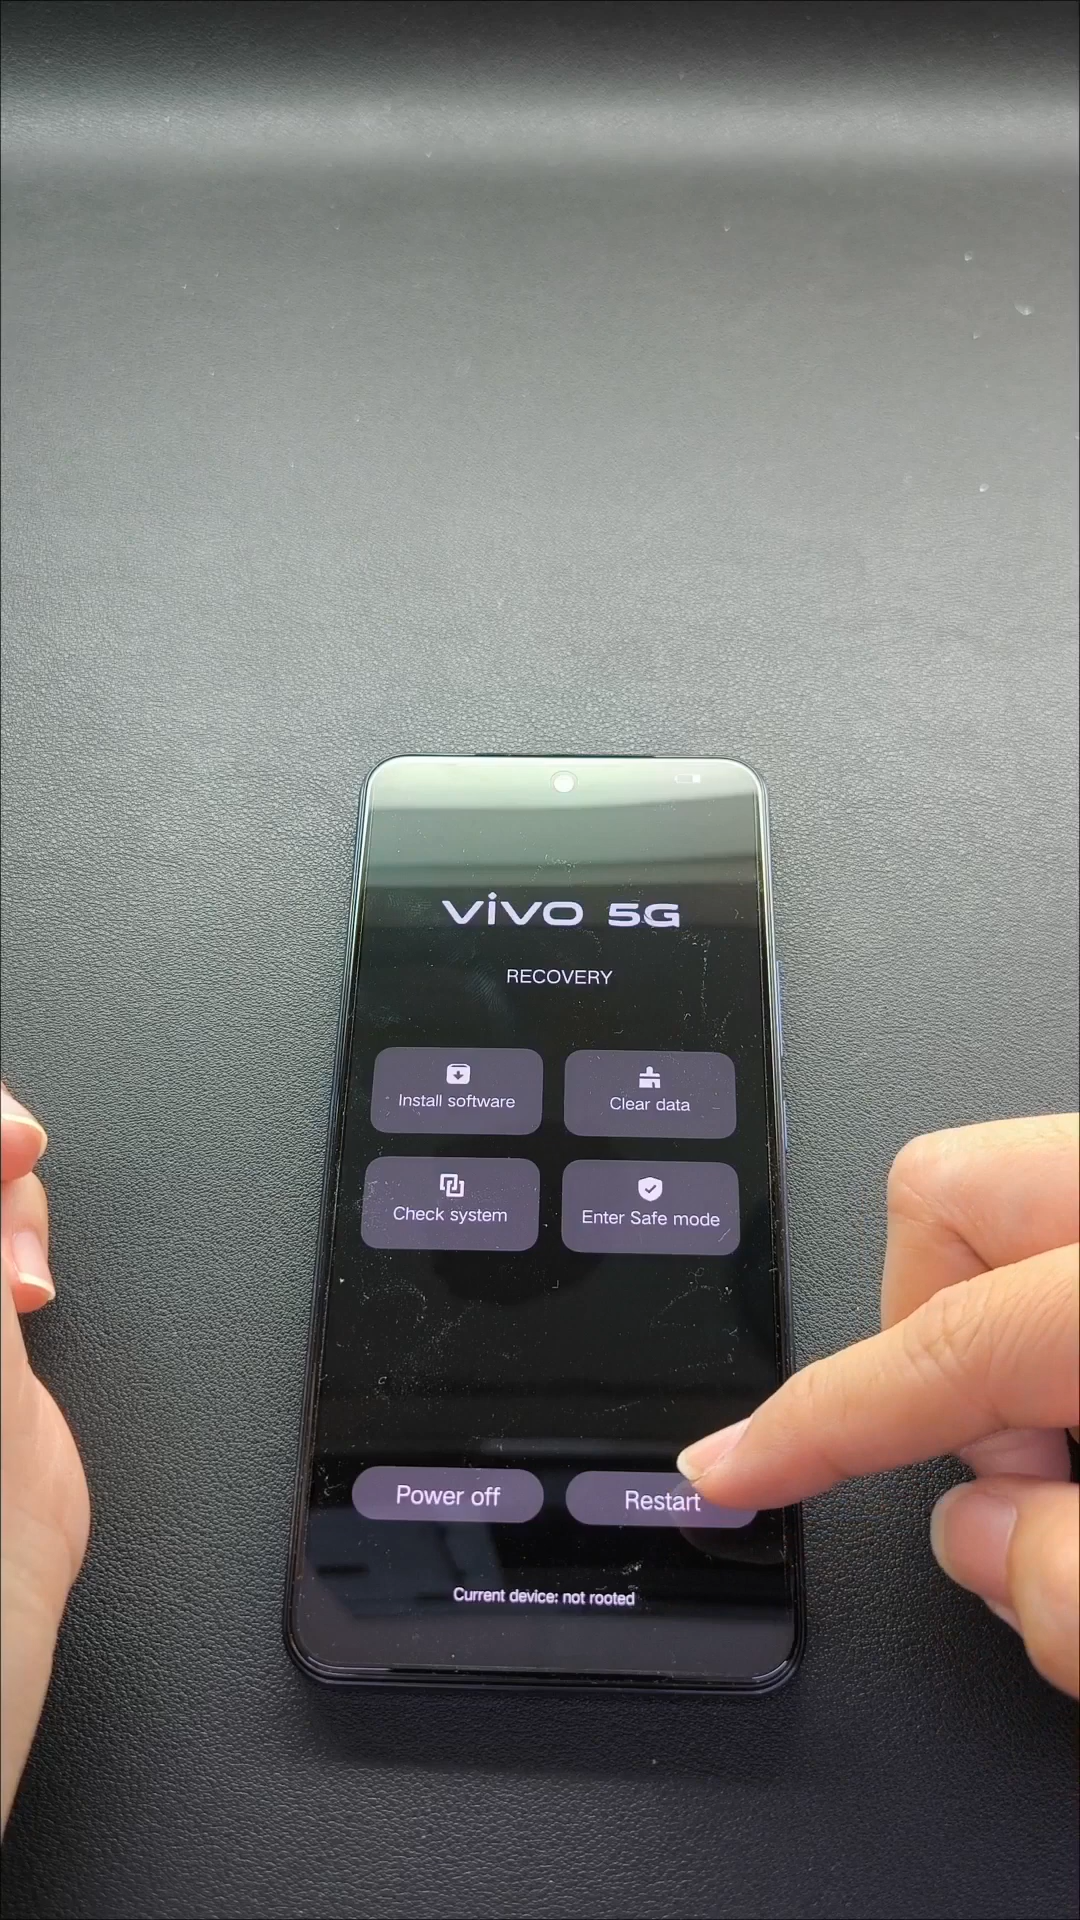 vivo 5G
RECOVERY
Install software
Clear data
Check system
Enter Safe mode
Power off
Restart
Current device: not rooted